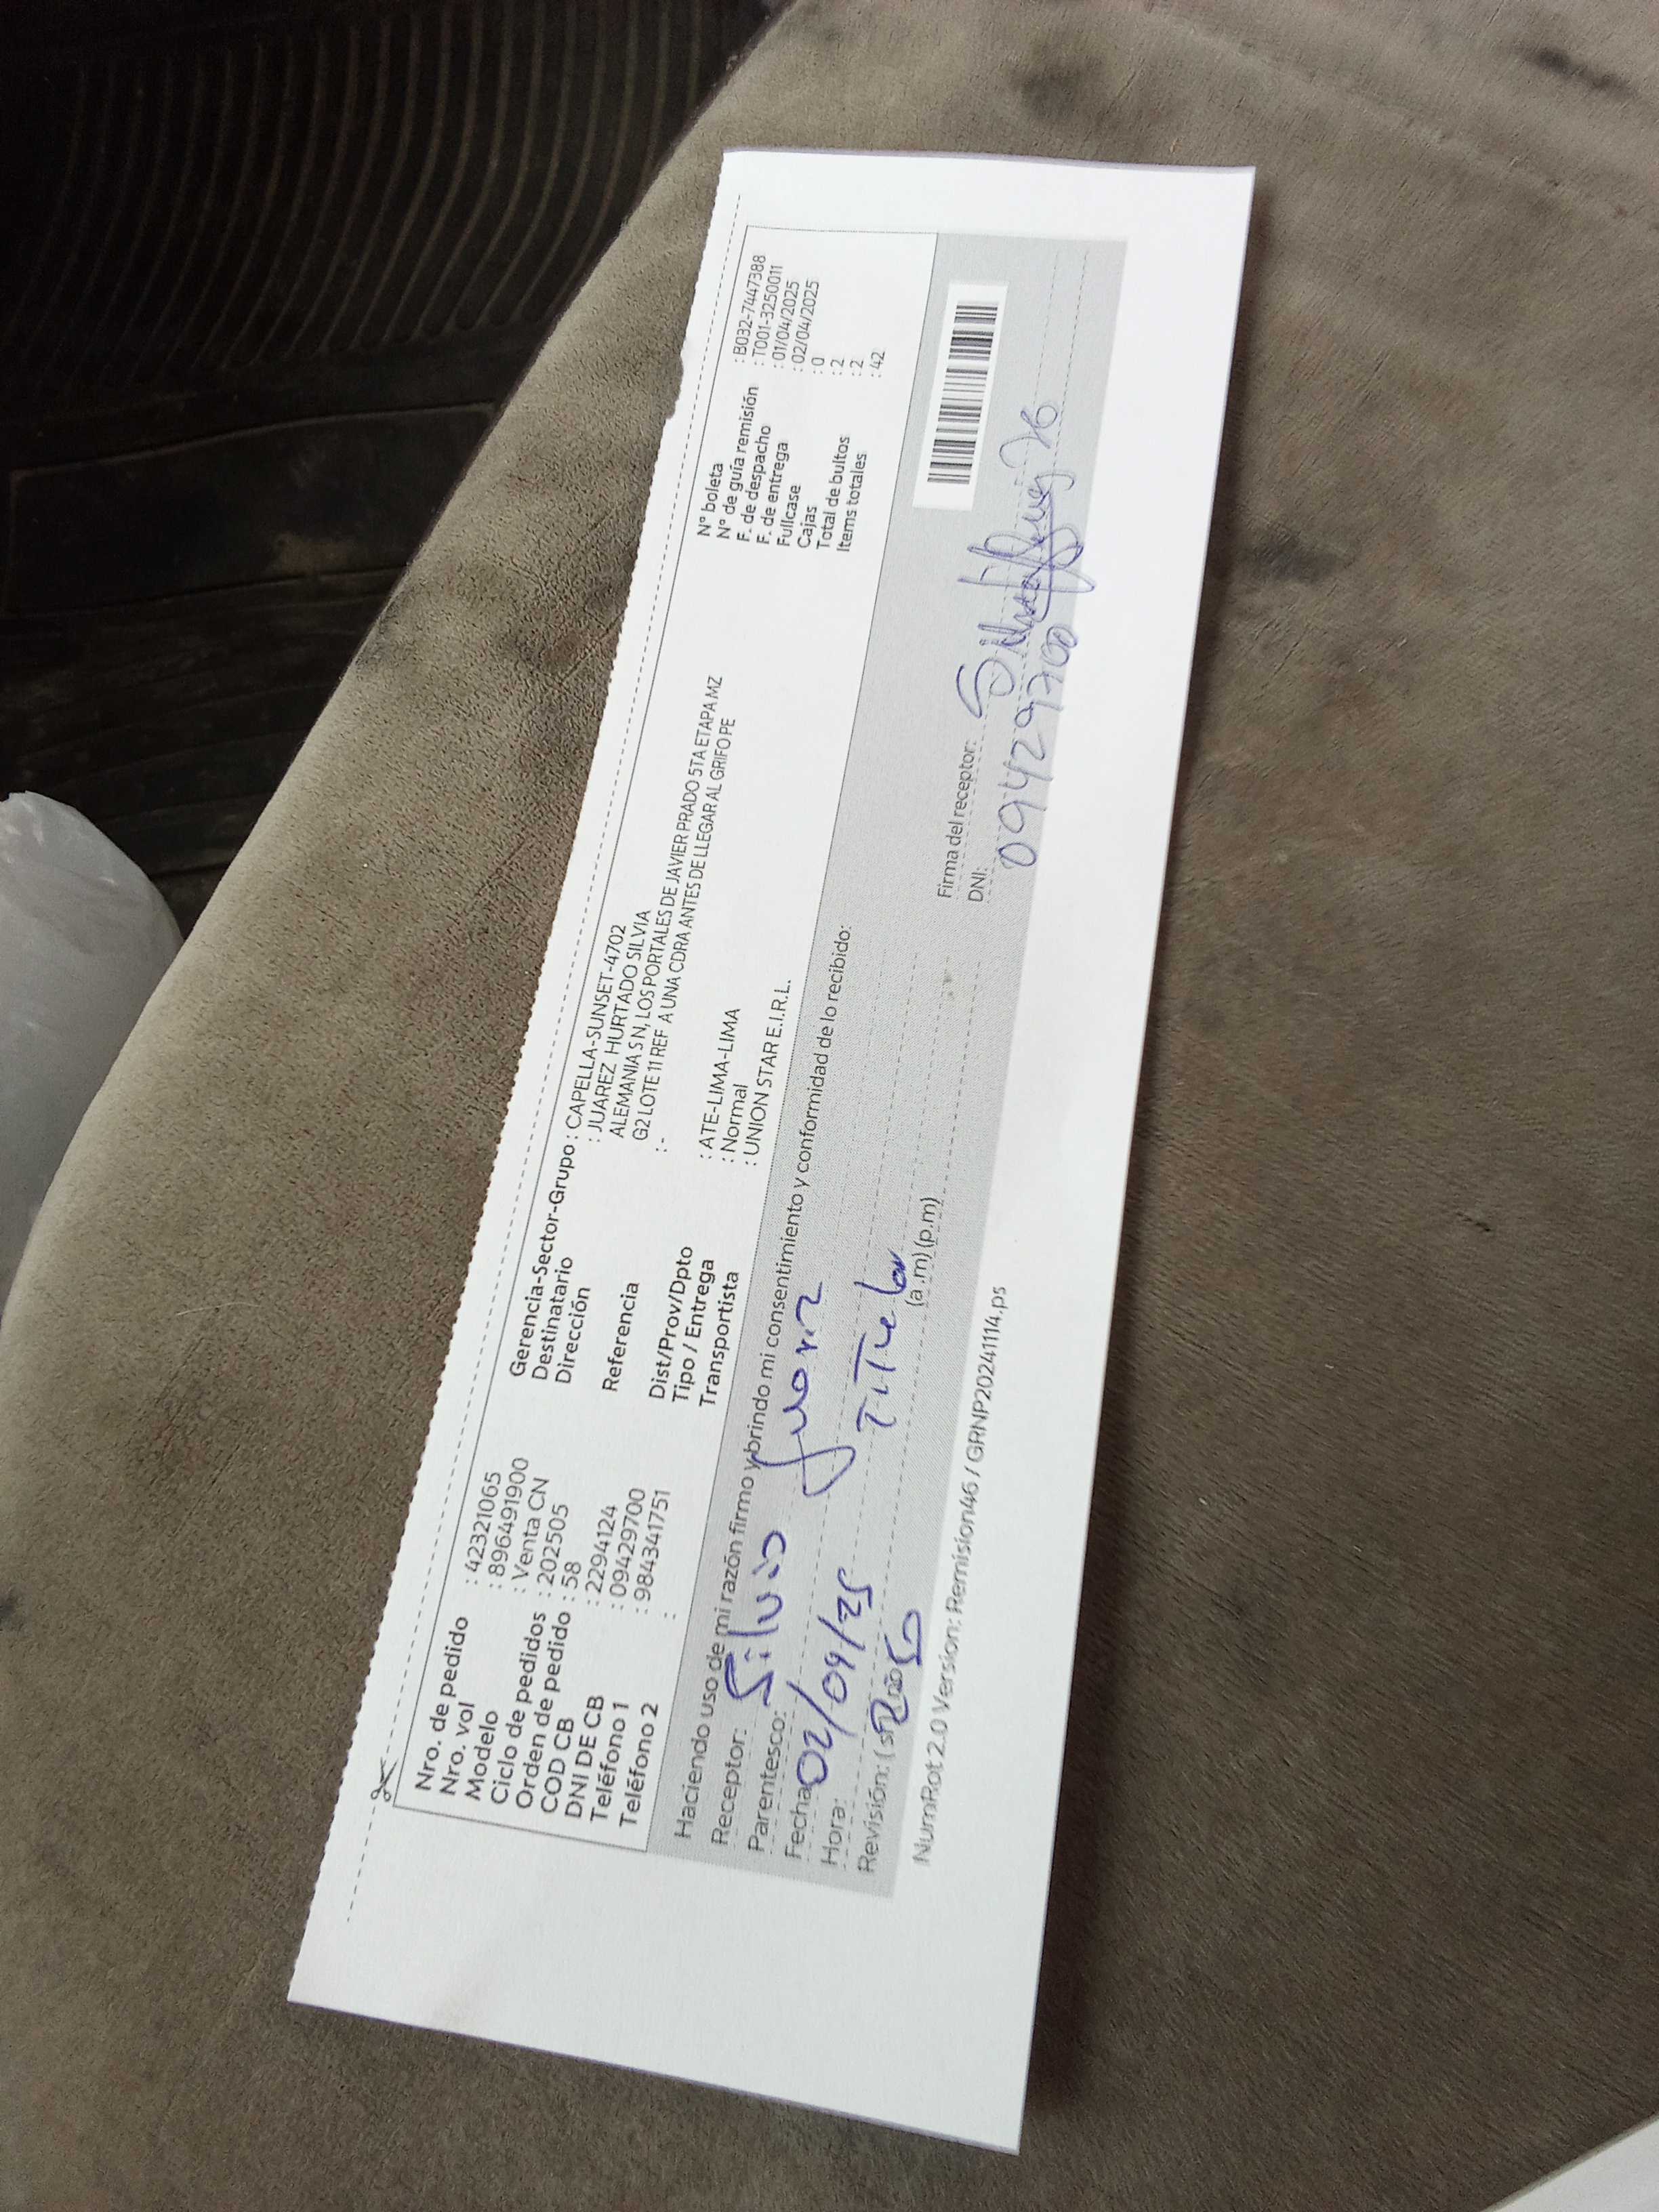 Nro. de pedido : 42321065
Nro. vol : 8964919​00
Modelo : Venta CN
Ciclo de pedidos : 202505
Orden de pedido : 58
COD CB : 2294124
DNI DE CB : 09429700
Teléfono 1 : 984341751
Teléfono 2 :
Gerencia-Sector-Grupo : CAPELLA-SUNSET-4702
Destinatario : JUAREZ HURTADO SILVIA
Dirección ALEMANIA S N, LOS PORTALES DE JAVIER PRADO 5TA ETAPA MZ
G2 LOTE 11 REF A UNA CDRA ANTES DE LLEGAR AL GRIFO PE
Referencia : -
Dist/Prov/Dpto : ATE-LIMA-LIMA
Tipo / Entrega : Normal
Transportista : UNION STAR E.I.R.L.
N° boleta : B032-7447388
N° de guía remisión : T001-3250011
F. de despacho : 01/04/2025
F. de entrega : 02/04/2025
Fullcase : 0
Cajas : 2
Total de bultos : 2
Items totales : 42
Haciendo uso de mi razón firmo y brindo mi consentimiento y conformidad de lo recibido:
Receptor: Silvia Juarez
Parentesco: Titular
Fecha: 02/04/25
Hora: (a.m) (p.m)
Revisión:
Firma del receptor:
DNI: 09429700
NumRot 2.0 Version: Remision46 / GRNP20241114.ps